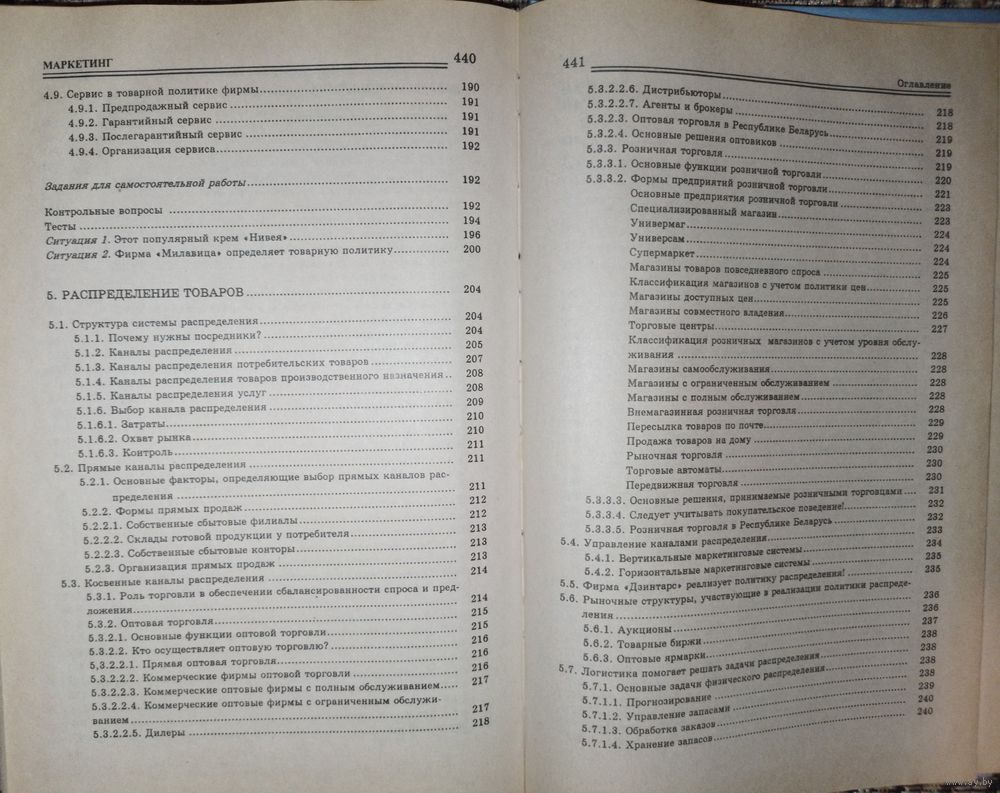 МАРКЕТИНГ 440
4.9. Сервис в товарной политике фирмы 190
4.9.1. Предпродажный сервис 191
4.9.2. Гарантийный сервис 191
4.9.3. Послегарантийный сервис 191
4.9.4. Организация сервиса 192
Задания для самостоятельной работы 192
Контрольные вопросы 192
Тесты 194
Ситуация 1. Этот популярный крем «Нивея» 196
Ситуация 2. Фирма «Милавица» определяет товарную политику 200
5. РАСПРЕДЕЛЕНИЕ ТОВАРОВ 204
5.1. Структура системы распределения 204
5.1.1. Почему нужны посредники? 204
5.1.2. Каналы распределения 205
5.1.3. Каналы распределения потребительских товаров 207
5.1.4. Каналы распределения товаров производственного назначения 208
5.1.5. Каналы распределения услуг 208
5.1.6. Выбор канала распределения 209
5.1.6.1. Затраты 210
5.1.6.2. Охват рынка 210
5.1.6.3. Контроль 211
5.2. Прямые каналы распределения 211
5.2.1. Основные факторы, определяющие выбор прямых каналов рас-
пределения 211
5.2.2. Формы прямых продаж 212
5.2.2.1. Собственные сбытовые филиалы 212
5.2.2.2. Склады готовой продукции у потребителя 213
5.2.2.3. Собственные сбытовые конторы 213
5.2.3. Организация прямых продаж 213
5.3. Косвенные каналы распределения 214
5.3.1. Роль торговли в обеспечении сбалансированности спроса и пред-
ложения 214
5.3.2. Оптовая торговля 215
5.3.2.1. Основные функции оптовой торговли 215
5.3.2.2. Кто осуществляет оптовую торговлю? 216
5.3.2.2.1. Прямая оптовая торговля 216
5.3.2.2.2. Коммерческие фирмы оптовой торговли 216
5.3.2.2.3. Коммерческие оптовые фирмы с полным обслуживанием 217
5.3.2.2.4. Коммерческие оптовые фирмы с ограниченным обслужи-
ванием 217
5.3.2.2.5. Дилеры 218
441 Оглавление
5.3.2.2.6. Дистрибьюторы 218
5.3.2.2.7. Агенты и брокеры 218
5.3.2.3. Оптовая торговля в Республике Беларусь 219
5.3.2.4. Основные решения оптовиков 219
5.3.3. Розничная торговля 219
5.3.3.1. Основные функции розничной торговли 220
5.3.3.2. Формы предприятий розничной торговли 221
Основные предприятия розничной торговли 223
Специализированный магазин 223
Универмаг 224
Универсам 224
Супермаркет 224
Магазины товаров повседневного спроса 225
Классификация магазинов с учетом политики цен 225
Магазины доступных цен 225
Магазины совместного владения 226
Торговые центры 227
Классификация розничных магазинов с учетом уровня обслу-
живания 228
Магазины самообслуживания 228
Магазины с ограниченным обслуживанием 228
Магазины с полным обслуживанием 228
Внемагазинная розничная торговля 228
Пересылка товаров по почте 229
Продажа товаров на дому 229
Рыночная торговля 230
Торговые автоматы 230
Передвижная торговля 230
5.3.3.3. Основные решения, принимаемые розничными торговцами 231
5.3.3.4. Следует учитывать покупательское поведение! 232
5.3.3.5. Розничная торговля в Республике Беларусь 232
5.4. Управление каналами распределения 233
5.4.1. Вертикальные маркетинговые системы 234
5.4.2. Горизонтальные маркетинговые системы 235
5.5. Фирма «Дзинтарс» реализует политику распределения! 235
5.6. Рыночные структуры, участвующие в реализации политики распреде-
ления 236
5.6.1. Аукционы 236
5.6.2. Товарные биржи 237
5.6.3. Оптовые ярмарки 238
5.7. Логистика помогает решать задачи распределения 238
5.7.1. Основные задачи физического распределения 238
5.7.1.1. Прогнозирование 238
5.7.1.2. Управление запасами 239
5.7.1.3. Обработка заказов 240
5.7.1.4. Хранение запасов 240
www.ay.by